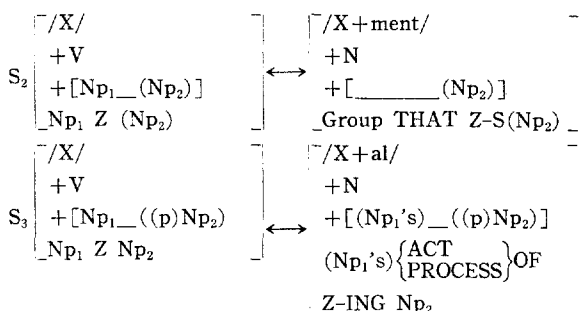 /X/ /X+ment/
+V +N
S₂ +[Np₁__(Np₂)] ↔ +[________(Np₂)]
Np₁ Z (Np₂) Group THAT Z-S(Np₂)
/X/ /X+al/
+V +N
S₃ +[Np₁__((p)Np₂) ↔ +[(Np₁'s)__((p)Np₂)]
Np₁ Z Np₂ (Np₁'s){ACT PROCESS}OF
Z-ING Np₂